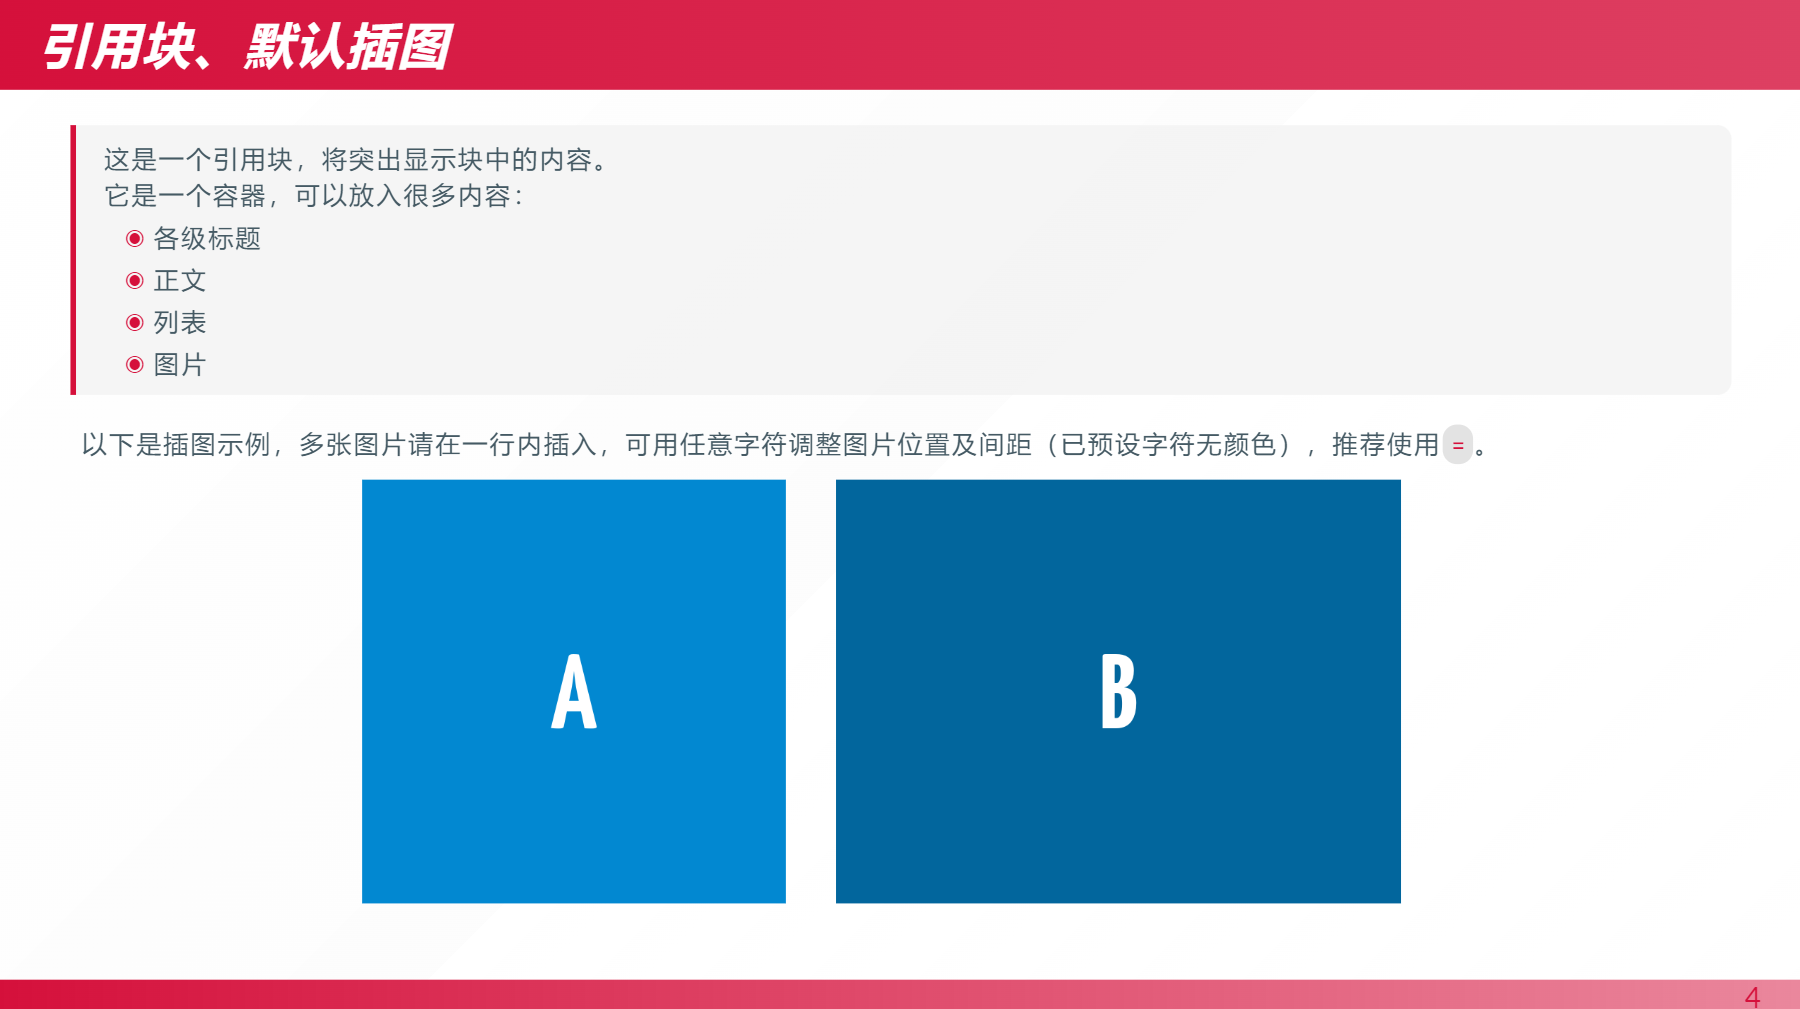 引用块、默认插图
这是一个引用块，将突出显示块中的内容。
它是一个容器，可以放入很多内容：
◉ 各级标题
◉ 正文
◉ 列表
◉ 图片
以下是插图示例，多张图片请在一行内插入，可用任意字符调整图片位置及间距（已预设字符无颜色），推荐使用 = 。
A
B
4